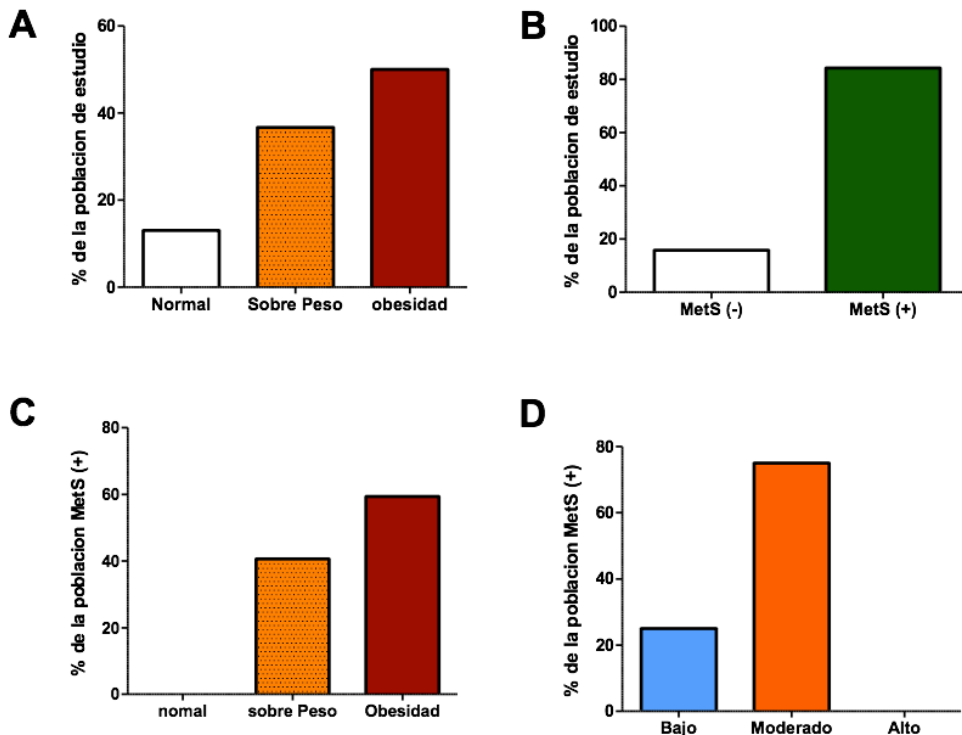 A
% de la poblacion de estudio
60
40
20
0
Normal Sobre Peso obesidad
B
% de la poblacion de estudio
100
80
60
40
20
0
MetS (-) MetS (+)
C
% de la poblacion MetS (+)
80
60
40
20
0
nomal sobre Peso Obesidad
D
% de la poblacion MetS (+)
80
60
40
20
0
Bajo Moderado Alto